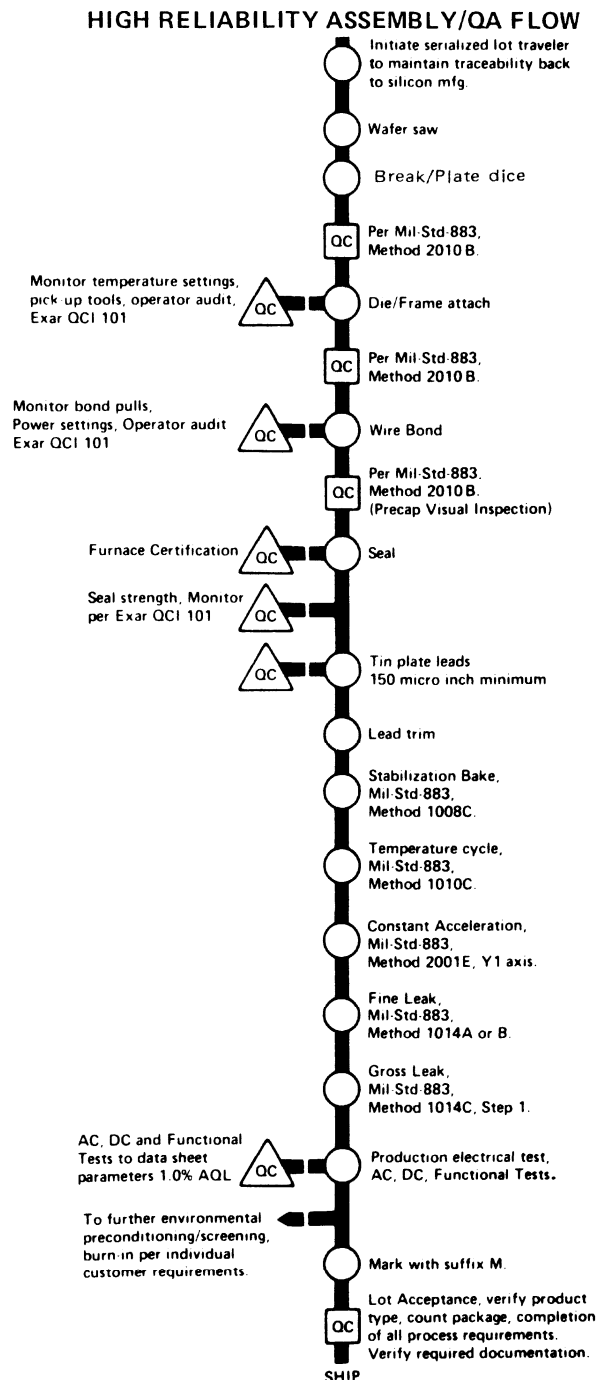 HIGH RELIABILITY ASSEMBLY/QA FLOW
Initiate serialized lot traveler
to maintain traceability back
to silicon mfg.
Wafer saw
Break/Plate dice
QC
Per Mil-Std-883,
Method 2010 B.
Monitor temperature settings,
pick-up tools, operator audit,
Exar QCI 101
QC
Die/Frame attach
QC
Per Mil-Std-883,
Method 2010 B.
Monitor bond pulls,
Power settings, Operator audit
Exar QCI 101
QC
Wire Bond
QC
Per Mil-Std-883.
Method 2010 B.
(Precap Visual Inspection)
Furnace Certification
QC
Seal
Seal strength, Monitor
per Exar QCI 101
QC
QC
Tin plate leads
150 micro inch minimum
Lead trim
Stabilization Bake,
Mil-Std-883,
Method 1008C.
Temperature cycle,
Mil-Std-883,
Method 1010C.
Constant Acceleration,
Mil-Std-883,
Method 2001E, Y1 axis.
Fine Leak,
Mil-Std-883,
Method 1014A or B.
Gross Leak,
Mil-Std-883,
Method 1014C, Step 1.
AC, DC and Functional
Tests to data sheet
parameters 1.0% AQL
QC
Production electrical test,
AC, DC, Functional Tests.
To further environmental
preconditioning/screening,
burn-in per individual
customer requirements.
Mark with suffix M.
QC
Lot Acceptance, verify product
type, count package, completion
of all process requirements.
Verify required documentation.
SHIP